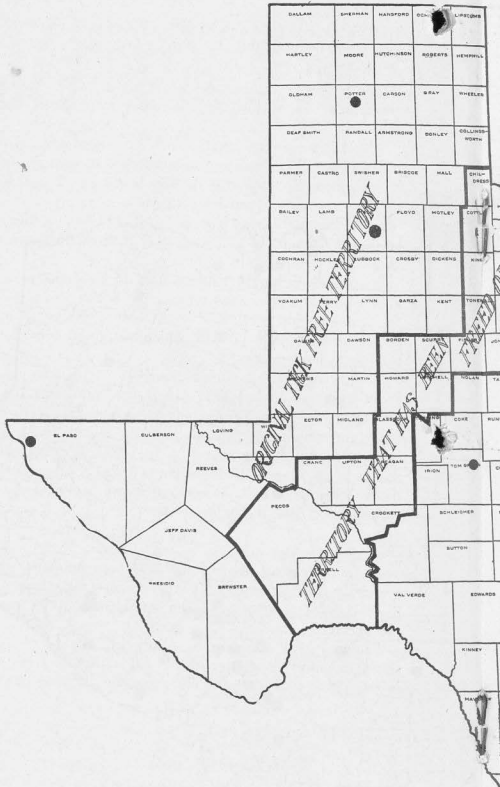 DALLAM SHERMAN HANSFORD LIPSCOMB
HARTLEY MOORE HUTCHINSON ROBERTS HEMPHILL
OLDHAM POTTER CARSON GRAY WHEELER
DEAF SMITH RANDALL ARMSTRONG DONLEY COLLINGS-
WORTH
PARMER CASTRO SWISHER BRISCOE HALL CHIL-
DRESS
BAILEY LAMB FLOYD MOTLEY
COCHRAN HOCKLEY LUBBOCK CROSBY DICKENS
YOAKUM TERRY LYNN GARZA KENT
DAWSON BORDEN SCURRY
MARTIN HOWARD NOLAN
ORIGINAL TICK FREE TERRITORY
TERRITORY THAT HAS BEEN
FREED
EL PASO CULBERSON LOVING ECTOR MIDLAND COKE
REEVES CRANE UPTON
IRION
PECOS CROCKETT SCHLEICHER
JEFF DAVIS SUTTON
PRESIDIO BREWSTER VAL VERDE EDWARDS
KINNEY